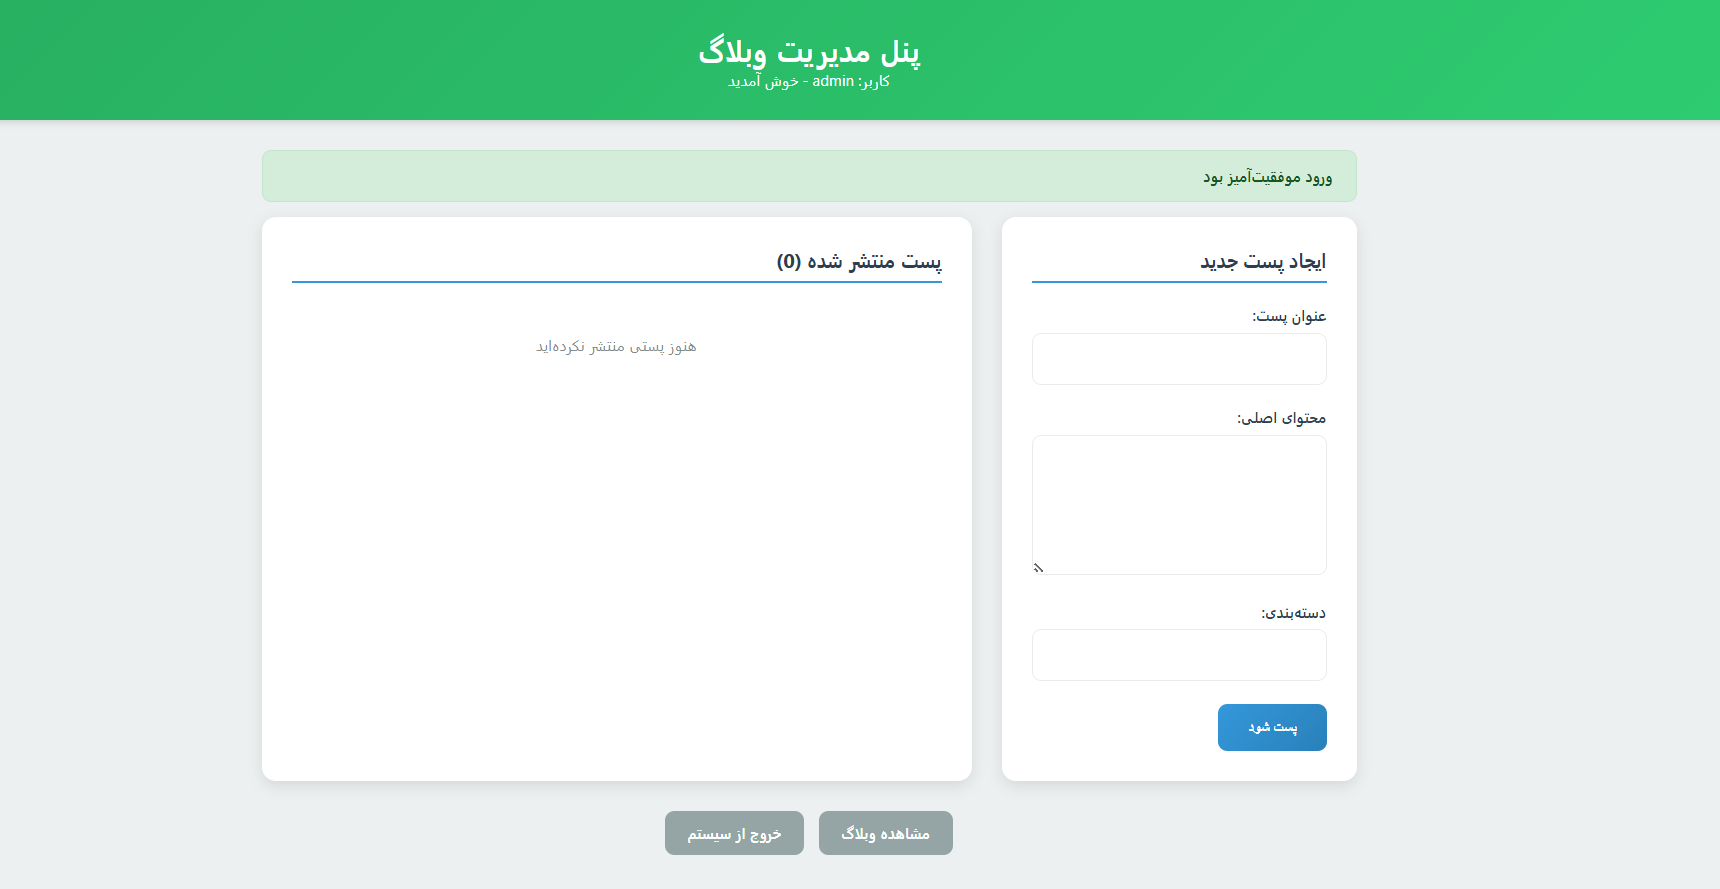 پنل مدیریت وبلاگ
کاربر: admin - خوش آمدید
ورود موفقیت‌آمیز بود
ایجاد پست جدید
عنوان پست:
محتوای اصلی:
دسته‌بندی:
پست شود
پست منتشر شده (0)
هنوز پستی منتشر نکرده‌اید
مشاهده وبلاگ
خروج از سیستم